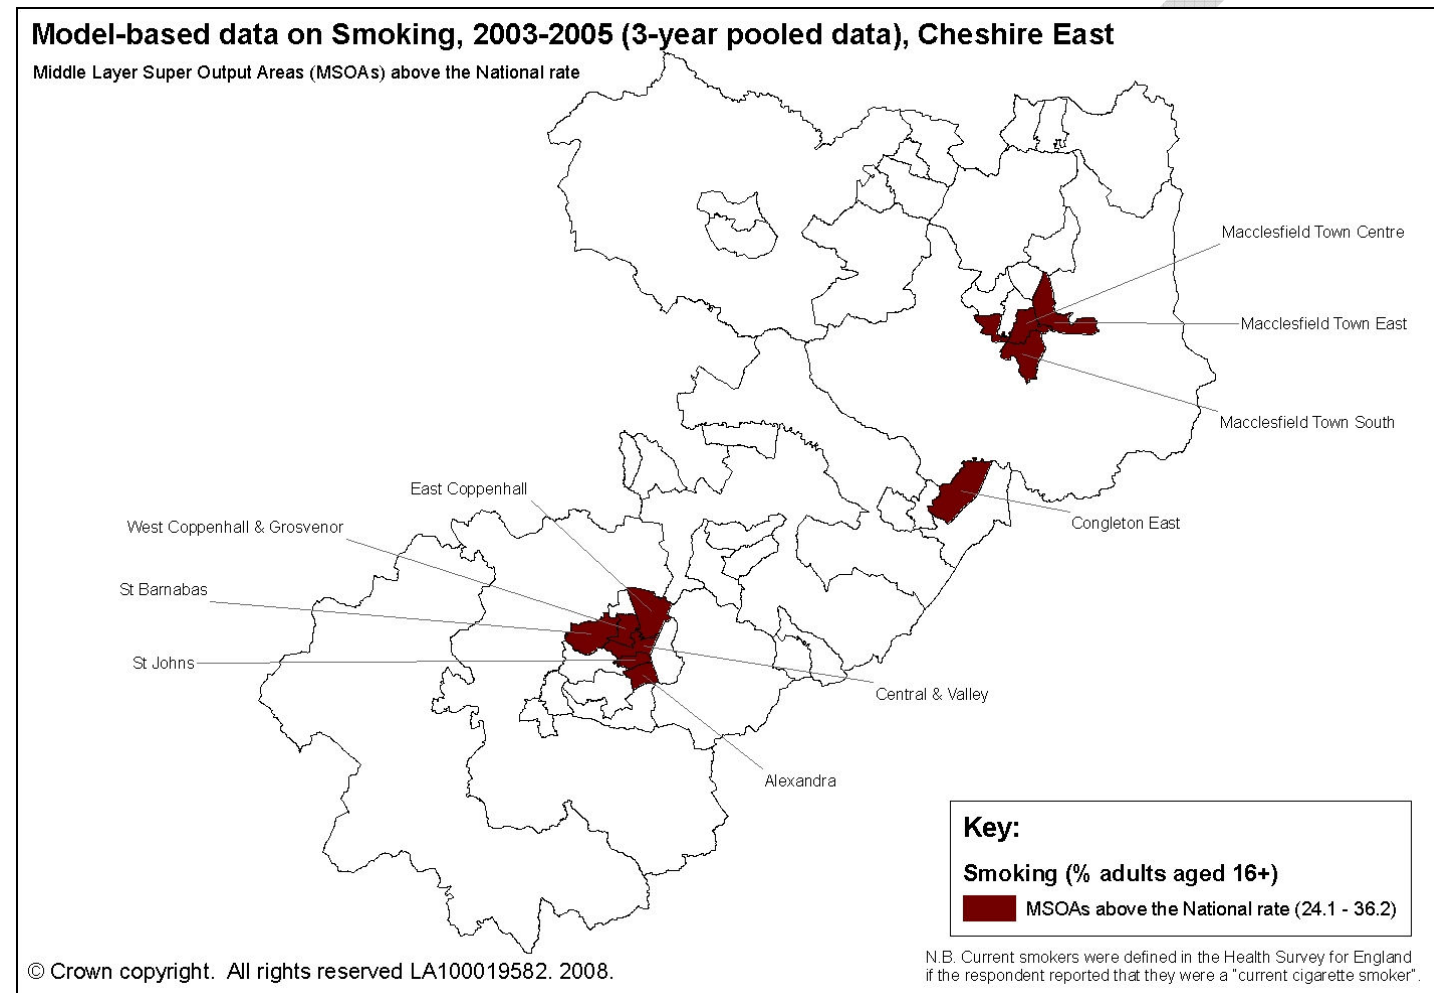 Model-based data on Smoking, 2003-2005 (3-year pooled data), Cheshire East
Middle Layer Super Output Areas (MSOAs) above the National rate
Macclesfield Town Centre
Macclesfield Town East
Macclesfield Town South
East Coppenhall
Congleton East
West Coppenhall & Grosvenor
St Barnabas
St Johns
Central & Valley
Alexandra
Key:
Smoking (% adults aged 16+)
MSOAs above the National rate (24.1 - 36.2)
© Crown copyright. All rights reserved LA100019582. 2008.
N.B. Current smokers were defined in the Health Survey for England
if the respondent reported that they were a "current cigarette smoker".